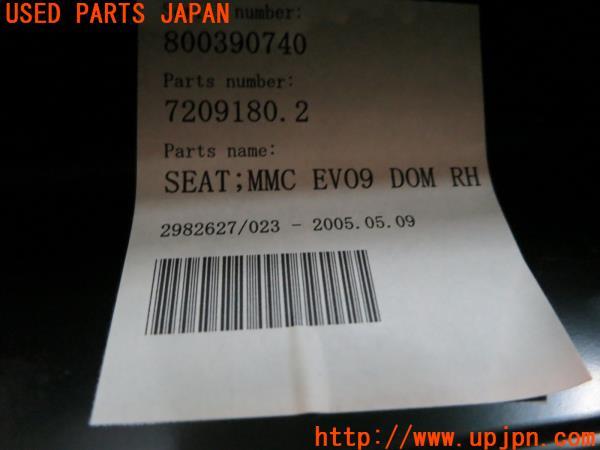 USED PARTS JAPAN
number:
800390740
Parts number:
7209180.2
Parts name:
SEAT;MMC EVO9 DOM RH
2982627/023 - 2005.05.09
http://www.upjpn.com